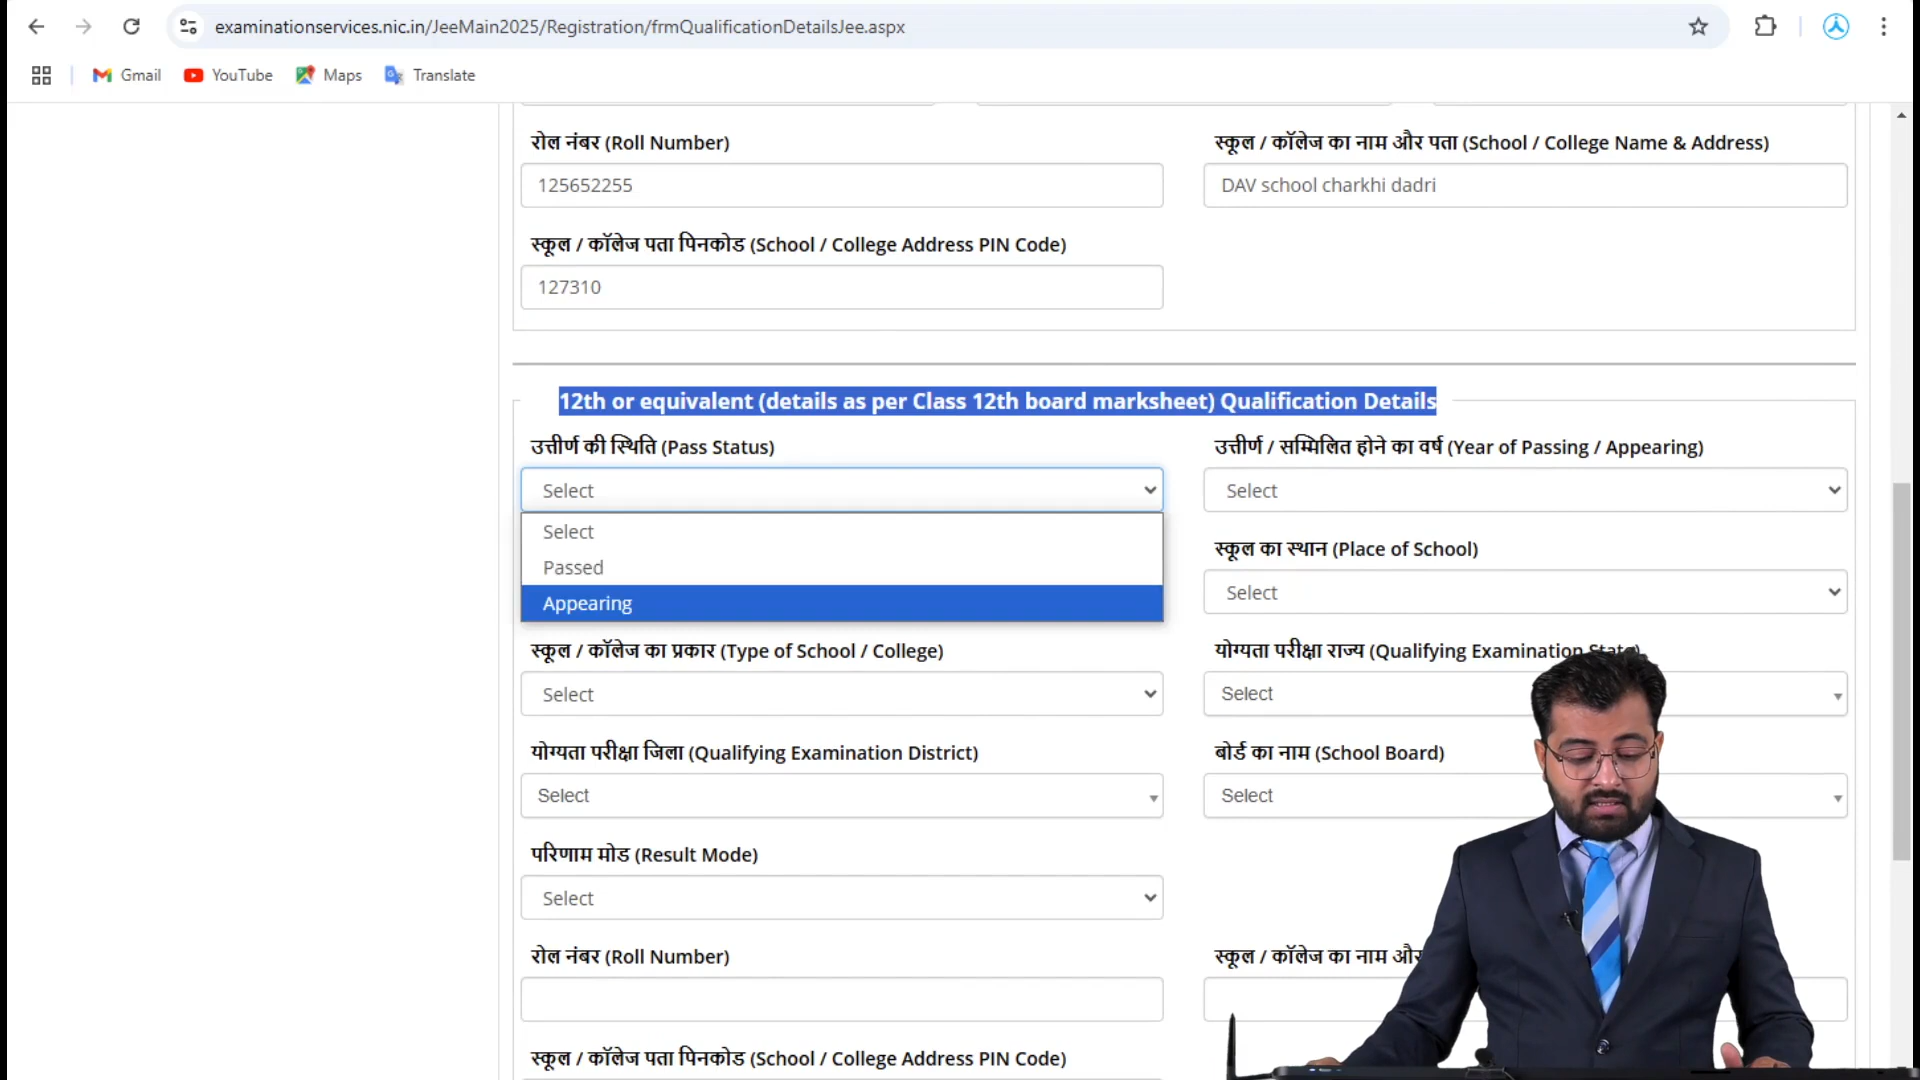 examinationservices.nic.in/JeeMain2025/Registration/frmQualificationDetailsJee.aspx
Gmail YouTube Maps Translate
रोल नंबर (Roll Number) स्कूल / कॉलेज का नाम और पता (School / College Name & Address)
125652255 DAV school charkhi dadri
स्कूल / कॉलेज पता पिनकोड (School / College Address PIN Code)
127310
12th or equivalent (details as per Class 12th board marksheet) Qualification Details
उत्तीर्ण की स्थिति (Pass Status) उत्तीर्ण / सम्मिलित होने का वर्ष (Year of Passing / Appearing)
Select Select
Select
स्कूल का स्थान (Place of School)
Passed
Select
Appearing
स्कूल / कॉलेज का प्रकार (Type of School / College) योग्यता परीक्षा राज्य (Qualifying Examination State)
Select Select
योग्यता परीक्षा जिला (Qualifying Examination District) बोर्ड का नाम (School Board)
Select Select
परिणाम मोड (Result Mode)
Select
रोल नंबर (Roll Number) स्कूल / कॉलेज का नाम और
स्कूल / कॉलेज पता पिनकोड (School / College Address PIN Code)